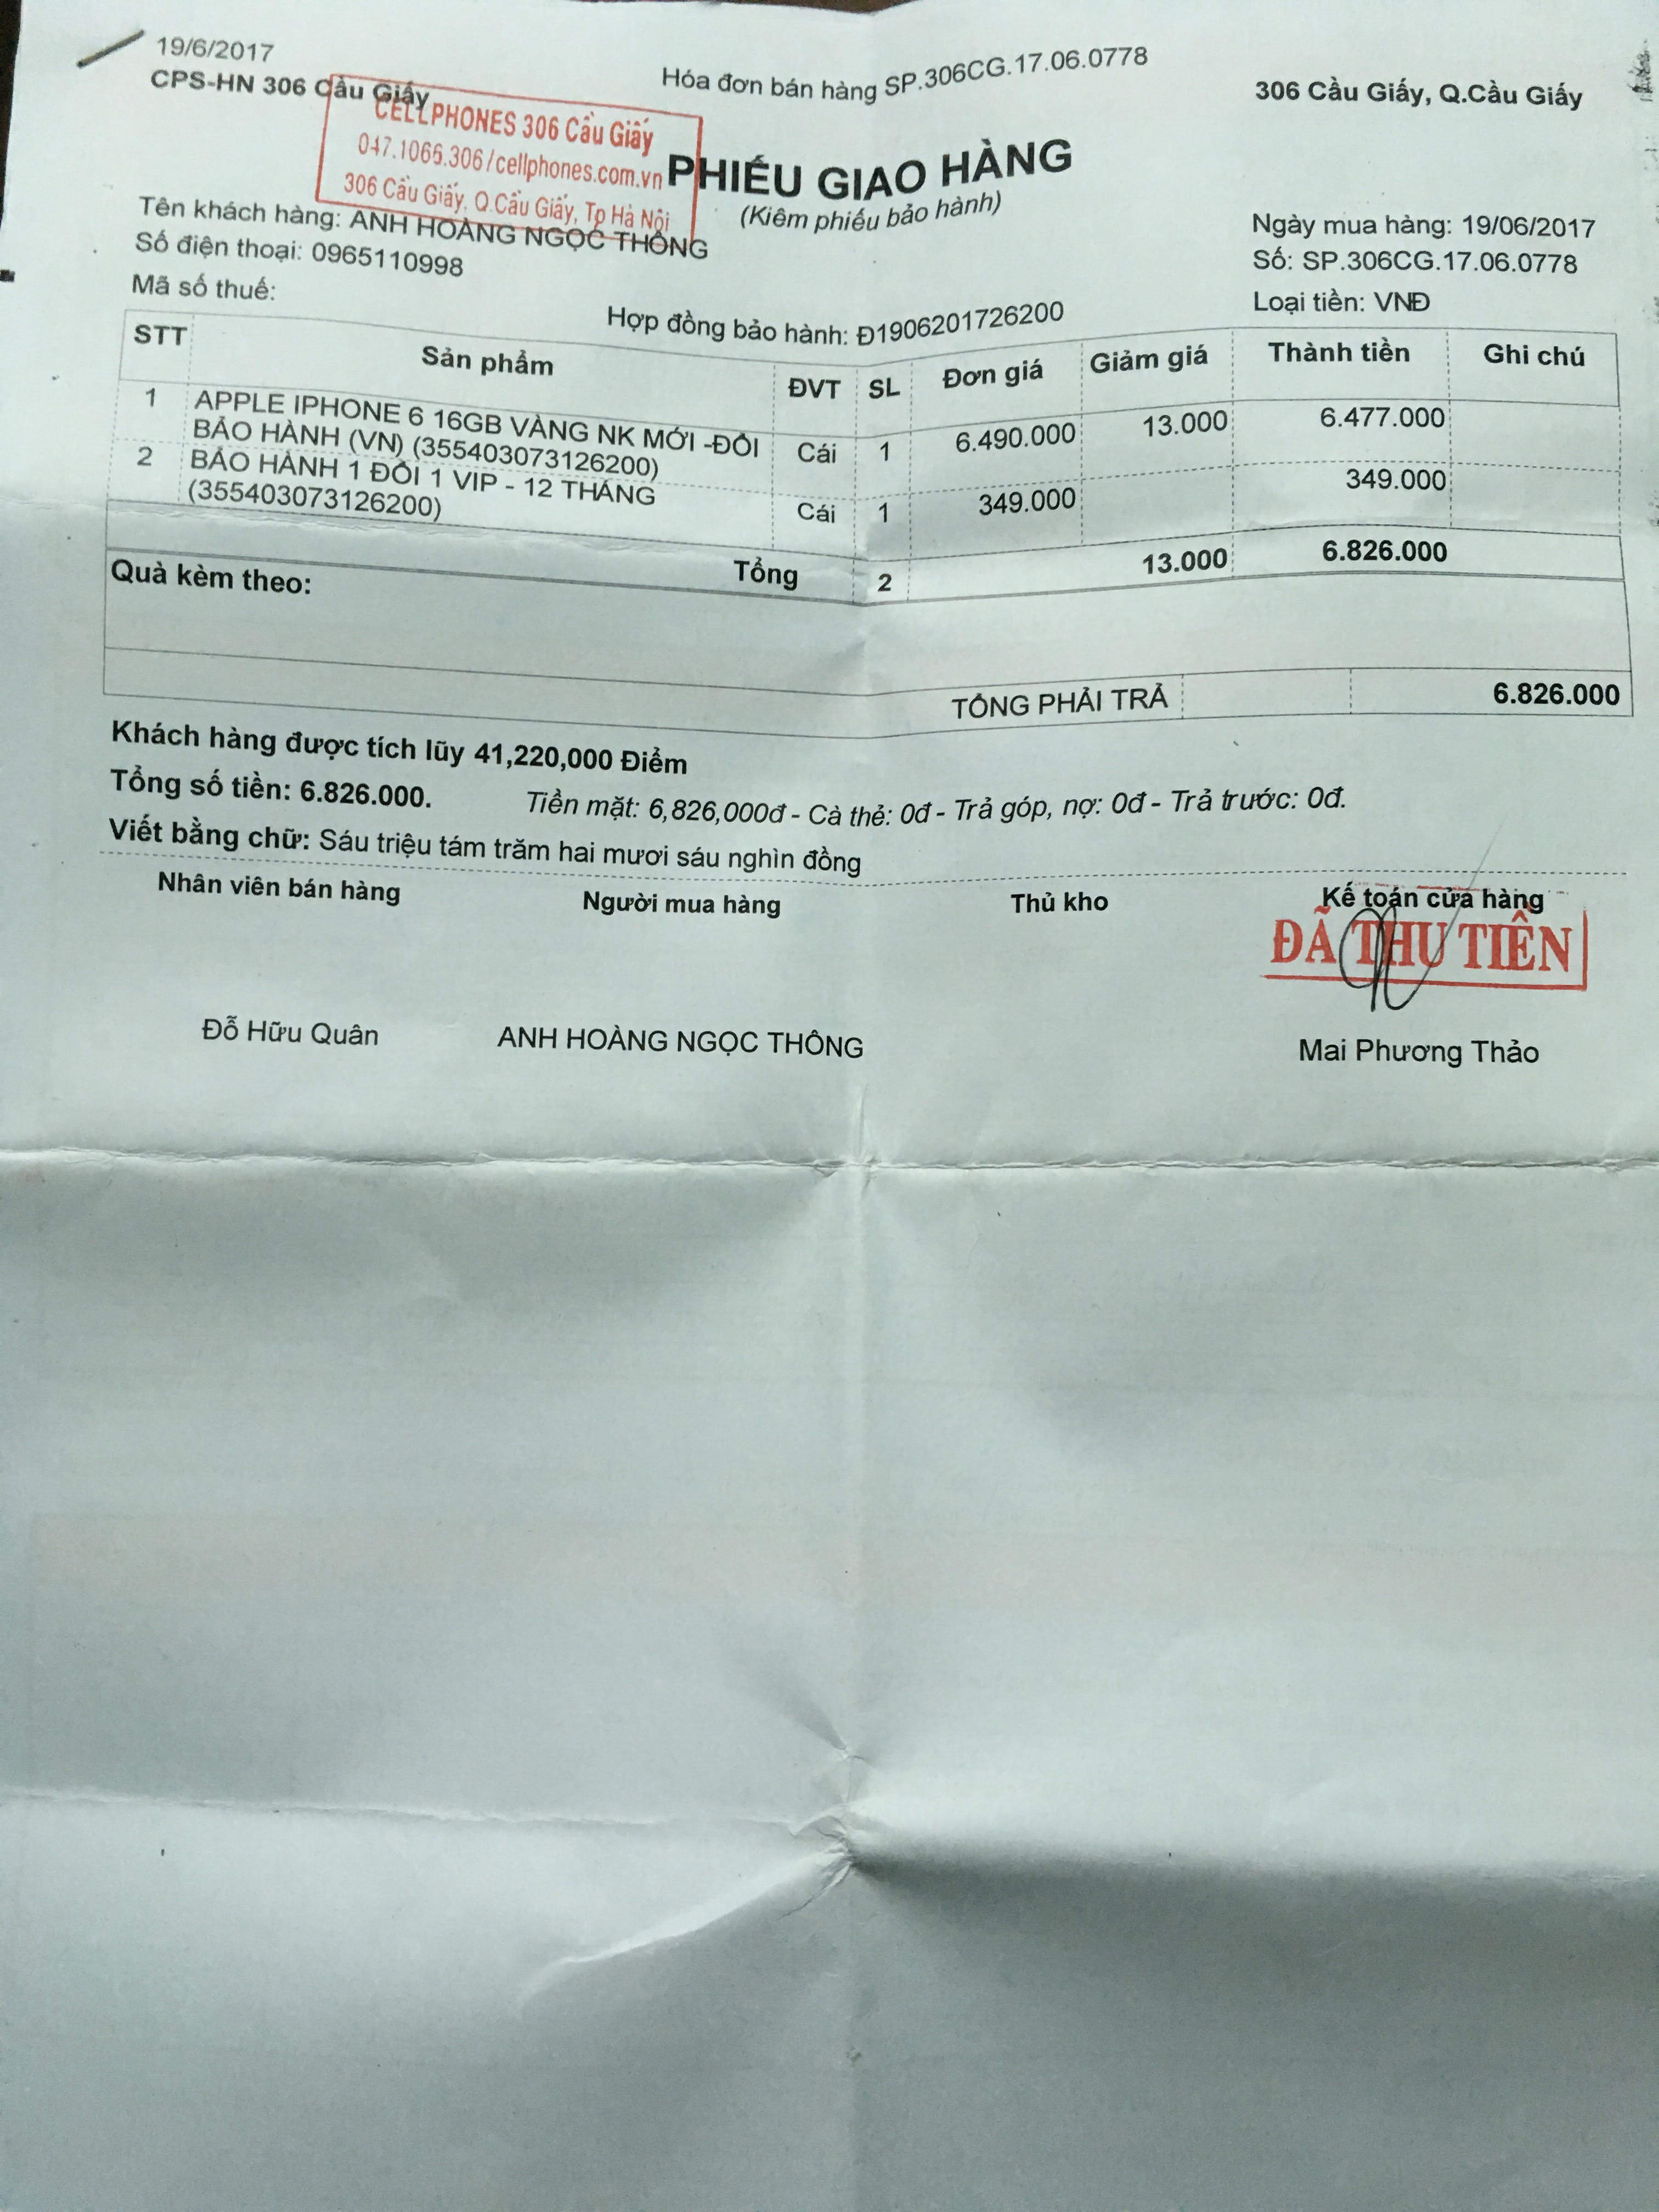 19/6/2017
CPS-HN 306 Cầu Giấy
Hóa đơn bán hàng SP.306CG.17.06.0778
306 Cầu Giấy, Q.Cầu Giấy
CELLPHONES 306 Cầu Giấy
047.1066.306/cellphones.com.vn
306 Cầu Giấy, Q.Cầu Giấy, Tp Hà Nội
PHIẾU GIAO HÀNG
(Kiêm phiếu bảo hành)
Tên khách hàng: ANH HOÀNG NGỌC THÔNG
Ngày mua hàng: 19/06/2017
Số điện thoại: 0965110998
Số: SP.306CG.17.06.0778
Mã số thuế:
Hợp đồng bảo hành: Đ1906201726200
Loại tiền: VNĐ
STT Sản phẩm ĐVT SL Đơn giá Giảm giá Thành tiền Ghi chú
1 APPLE IPHONE 6 16GB VÀNG NK MỚI -ĐỔI
BẢO HÀNH (VN) (355403073126200) Cái 1 6.490.000 13.000 6.477.000
2 BẢO HÀNH 1 ĐỔI 1 VIP - 12 THÁNG
(355403073126200) Cái 1 349.000 349.000
Tổng 2 13.000 6.826.000
Quà kèm theo:
TỔNG PHẢI TRẢ 6.826.000
Khách hàng được tích lũy 41,220,000 Điểm
Tổng số tiền: 6.826.000. Tiền mặt: 6,826,000đ - Cà thẻ: 0đ - Trả góp, nợ: 0đ - Trả trước: 0đ.
Viết bằng chữ: Sáu triệu tám trăm hai mươi sáu nghìn đồng
Nhân viên bán hàng Người mua hàng Thủ kho Kế toán cửa hàng
ĐÃ THU TIỀN
Đỗ Hữu Quân ANH HOÀNG NGỌC THÔNG Mai Phương Thảo